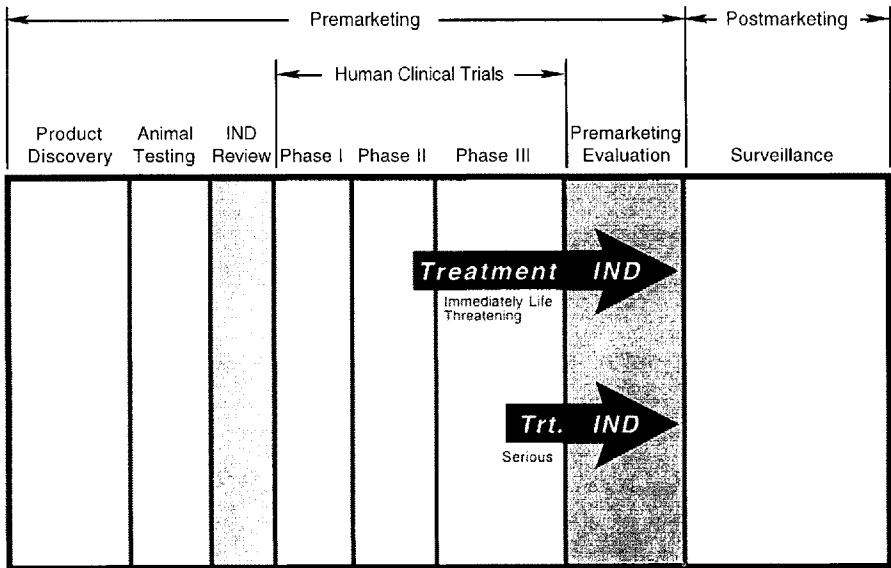 Premarketing
Postmarketing
Human Clinical Trials
Product
Discovery
Animal
Testing
IND
Review
Phase I
Phase II
Phase III
Premarketing
Evaluation
Surveillance
Treatment IND
Immediately Life
Threatening
Trt. IND
Serious